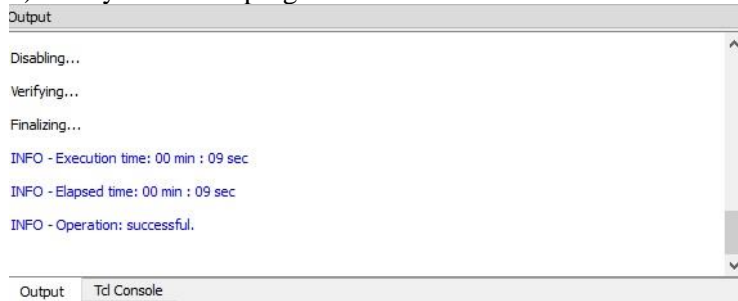 Output
Disabling...
Verifying...
Finalizing...
INFO - Execution time: 00 min : 09 sec
INFO - Elapsed time: 00 min : 09 sec
INFO - Operation: successful.
Output Tcl Console